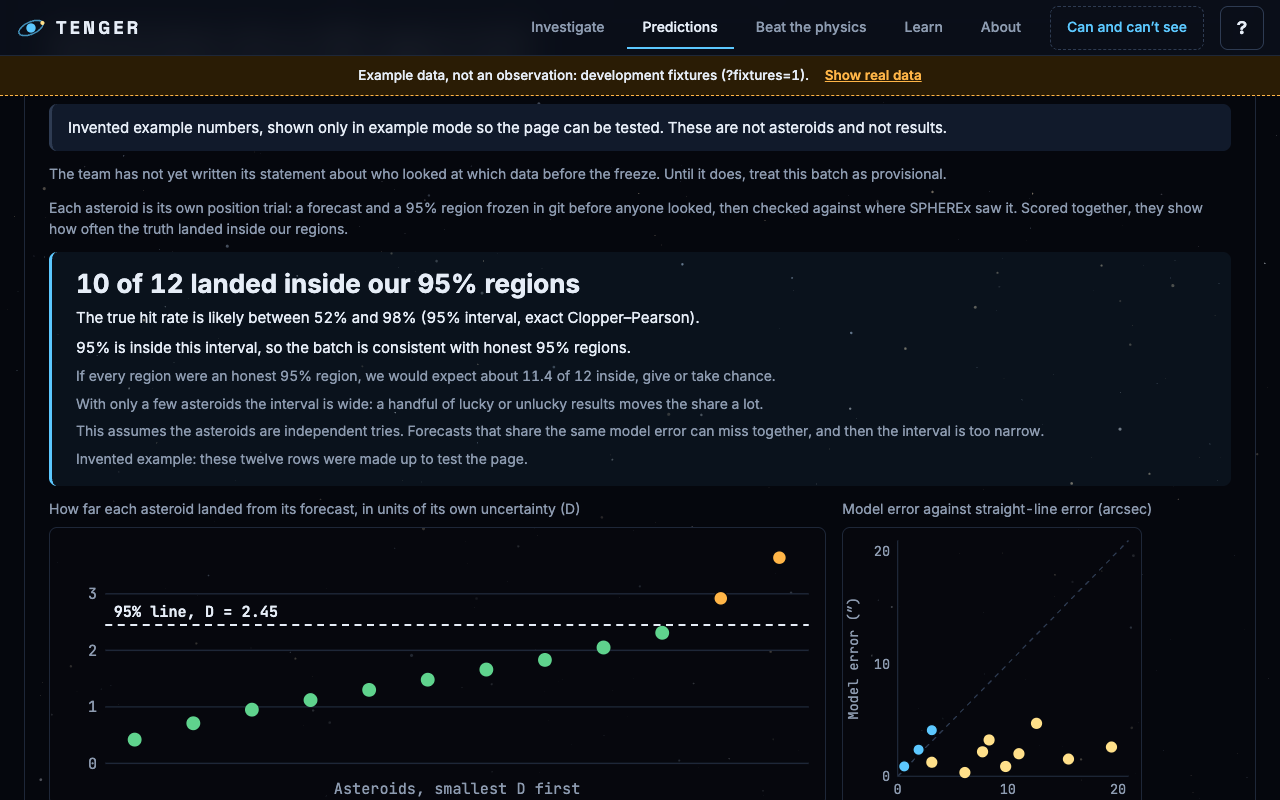 TENGER
Investigate
Predictions
Beat the physics
Learn
About
Can and can't see
?
Example data, not an observation: development fixtures (?fixtures=1). Show real data
Invented example numbers, shown only in example mode so the page can be tested. These are not asteroids and not results.
The team has not yet written its statement about who looked at which data before the freeze. Until it does, treat this batch as provisional.
Each asteroid is its own position trial: a forecast and a 95% region frozen in git before anyone looked, then checked against where SPHEREx saw it. Scored together, they show
how often the truth landed inside our regions.
10 of 12 landed inside our 95% regions
The true hit rate is likely between 52% and 98% (95% interval, exact Clopper–Pearson).
95% is inside this interval, so the batch is consistent with honest 95% regions.
If every region were an honest 95% region, we would expect about 11.4 of 12 inside, give or take chance.
With only a few asteroids the interval is wide: a handful of lucky or unlucky results moves the share a lot.
This assumes the asteroids are independent tries. Forecasts that share the same model error can miss together, and then the interval is too narrow.
Invented example: these twelve rows were made up to test the page.
How far each asteroid landed from its forecast, in units of its own uncertainty (D)
3
95% line, D = 2.45
2
1
0
Asteroids, smallest D first
Model error against straight-line error (arcsec)
20
10
0
Model error (″)
0
10
20